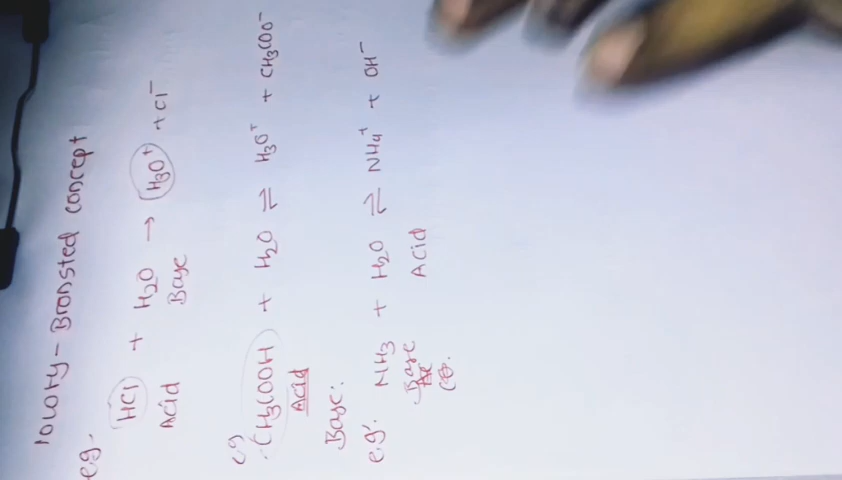 Lowry-Bronsted concept
e.g.
HCl + H₂O → H₃O⁺ + Cl⁻
Acid Base
eg
CH₃COOH + H₂O ⇌ H₃O⁺ + CH₃COO⁻
Acid
Base:
e.g. NH₃ + H₂O ⇌ NH₄⁺ + OH⁻
Base Acid